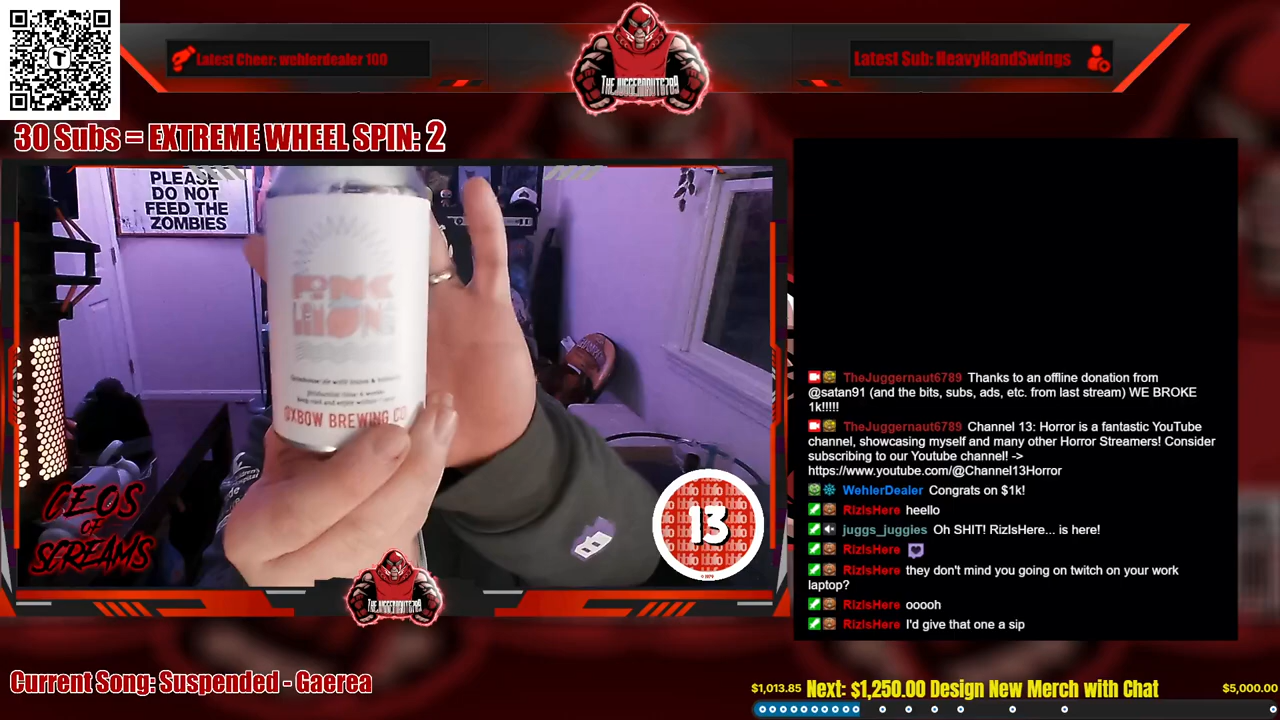 Latest Cheer: wehlerdealer 100
THEJUGGERNAUT6789
Latest Sub: HeavyHandSwings
30 Subs = EXTREME WHEEL SPIN: 2
PLEASE
DO NOT
FEED THE
ZOMBIES
PINK
OXBOW BREWING CO
CEOS
OF
SCREAMS
13
THEJUGGERNAUT6789
TheJuggernaut6789 Thanks to an offline donation from
@satan91 (and the bits, subs, ads, etc. from last stream) WE BROKE
1k!!!!!
TheJuggernaut6789 Channel 13: Horror is a fantastic YouTube
channel, showcasing myself and many other Horror Streamers! Consider
subscribing to our Youtube channel! ->
https://www.youtube.com/@Channel13Horror
WehlerDealer Congrats on $1k!
RizIsHere heello
juggs_juggies Oh SHIT! RizIsHere... is here!
RizIsHere
RizIsHere they don't mind you going on twitch on your work
laptop?
RizIsHere ooooh
RizIsHere I'd give that one a sip
Current Song: Suspended - Gaerea
$1,013.85 Next: $1,250.00 Design New Merch with Chat $5,000.00